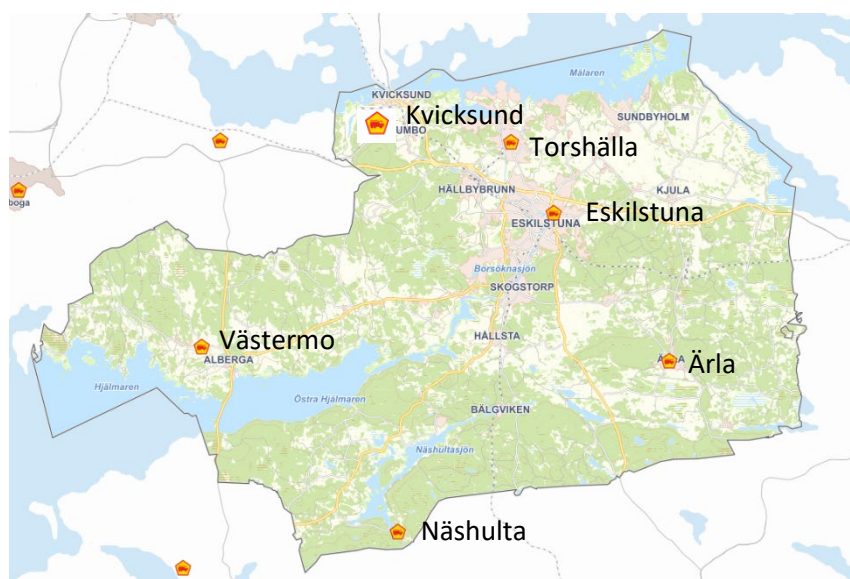 Mälaren
KVICKSUND
Kvicksund
UMBO
SUNDBYHOLM
Torshälla
HÄLLBYBRUNN
KJULA
boga
Eskilstuna
ESKILSTUNA
Borsöknasjön
SKOGSTORP
Västermo
HÅLLSTA
ALBERGA
Ärla
Hjälmaren
Östra Hjälmaren
BÄLGVIKEN
Näshultasjön
Näshulta